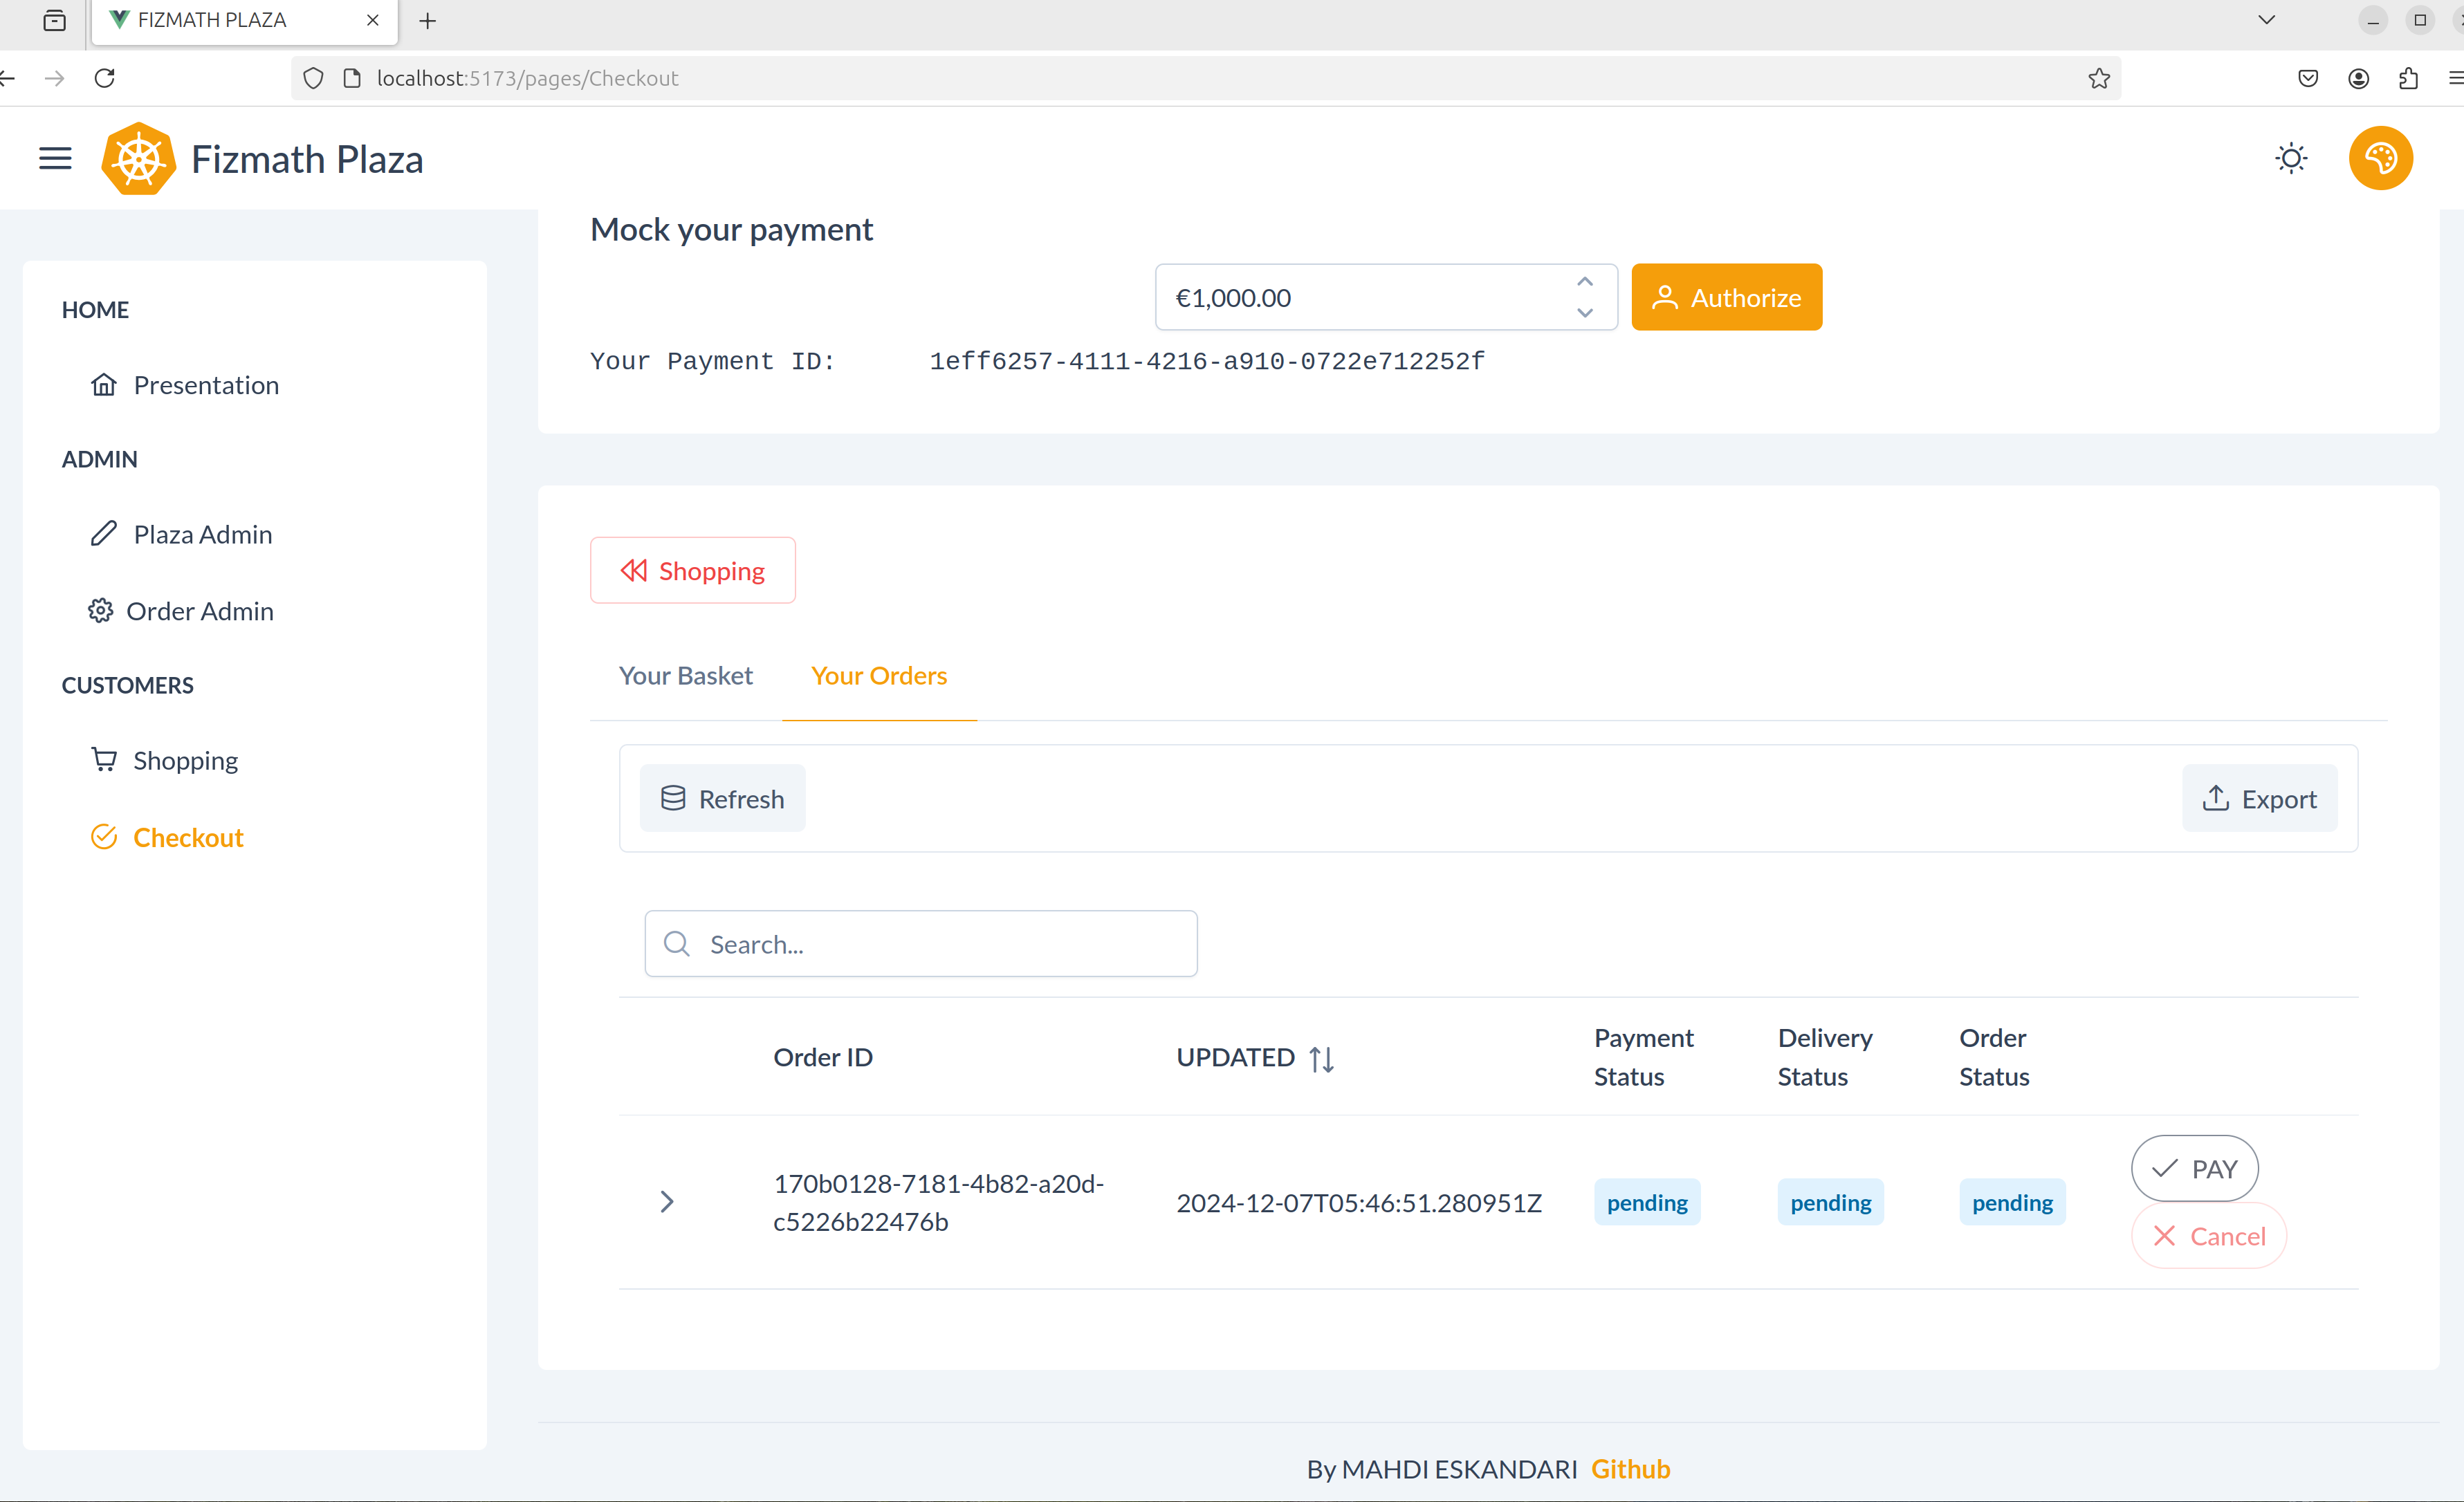 FIZMATH PLAZA
localhost:5173/pages/Checkout
Fizmath Plaza
HOME
Presentation
ADMIN
Plaza Admin
Order Admin
CUSTOMERS
Shopping
Checkout
Mock your payment
€1,000.00
Authorize
Your Payment ID: 1eff6257-4111-4216-a910-0722e712252f
Shopping
Your Basket Your Orders
Refresh Export
Search...
Order ID UPDATED Payment Status Delivery Status Order Status
170b0128-7181-4b82-a20d-
c5226b22476b
2024-12-07T05:46:51.280951Z pending pending pending
PAY
Cancel
By MAHDI ESKANDARI Github